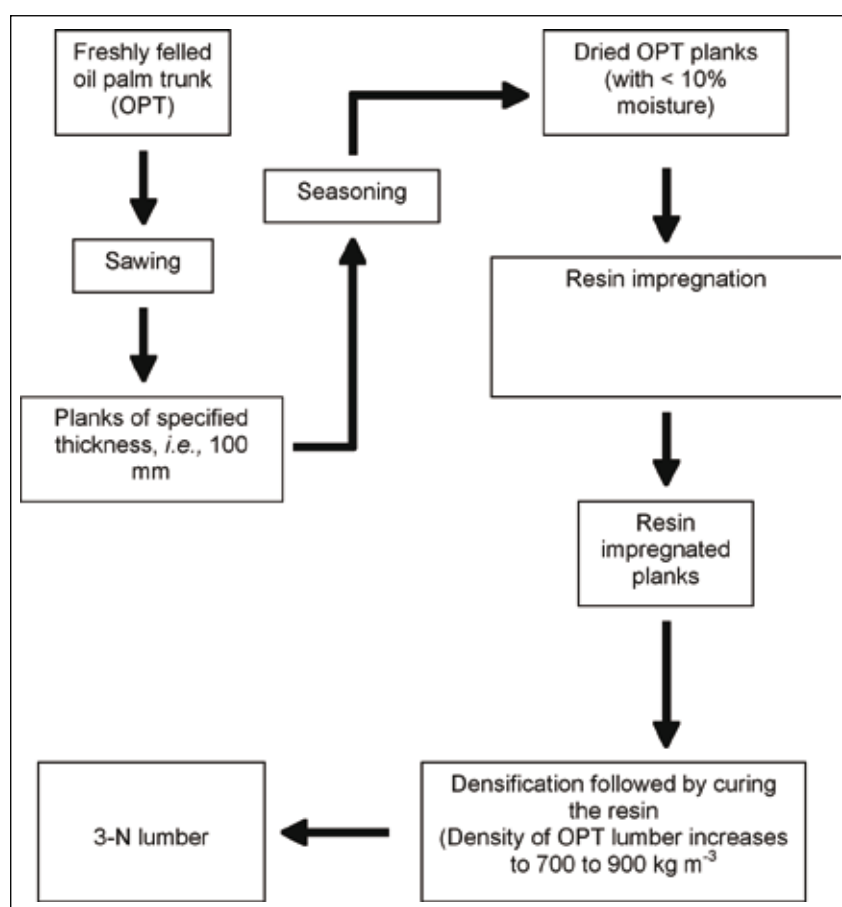 Freshly felled
oil palm trunk
(OPT)
Sawing
Planks of specified
thickness, i.e., 100
mm
Seasoning
Dried OPT planks
(with < 10%
moisture)
Resin impregnation
Resin
impregnated
planks
Densification followed by curing
the resin
(Density of OPT lumber increases
to 700 to 900 kg m⁻³
3-N lumber